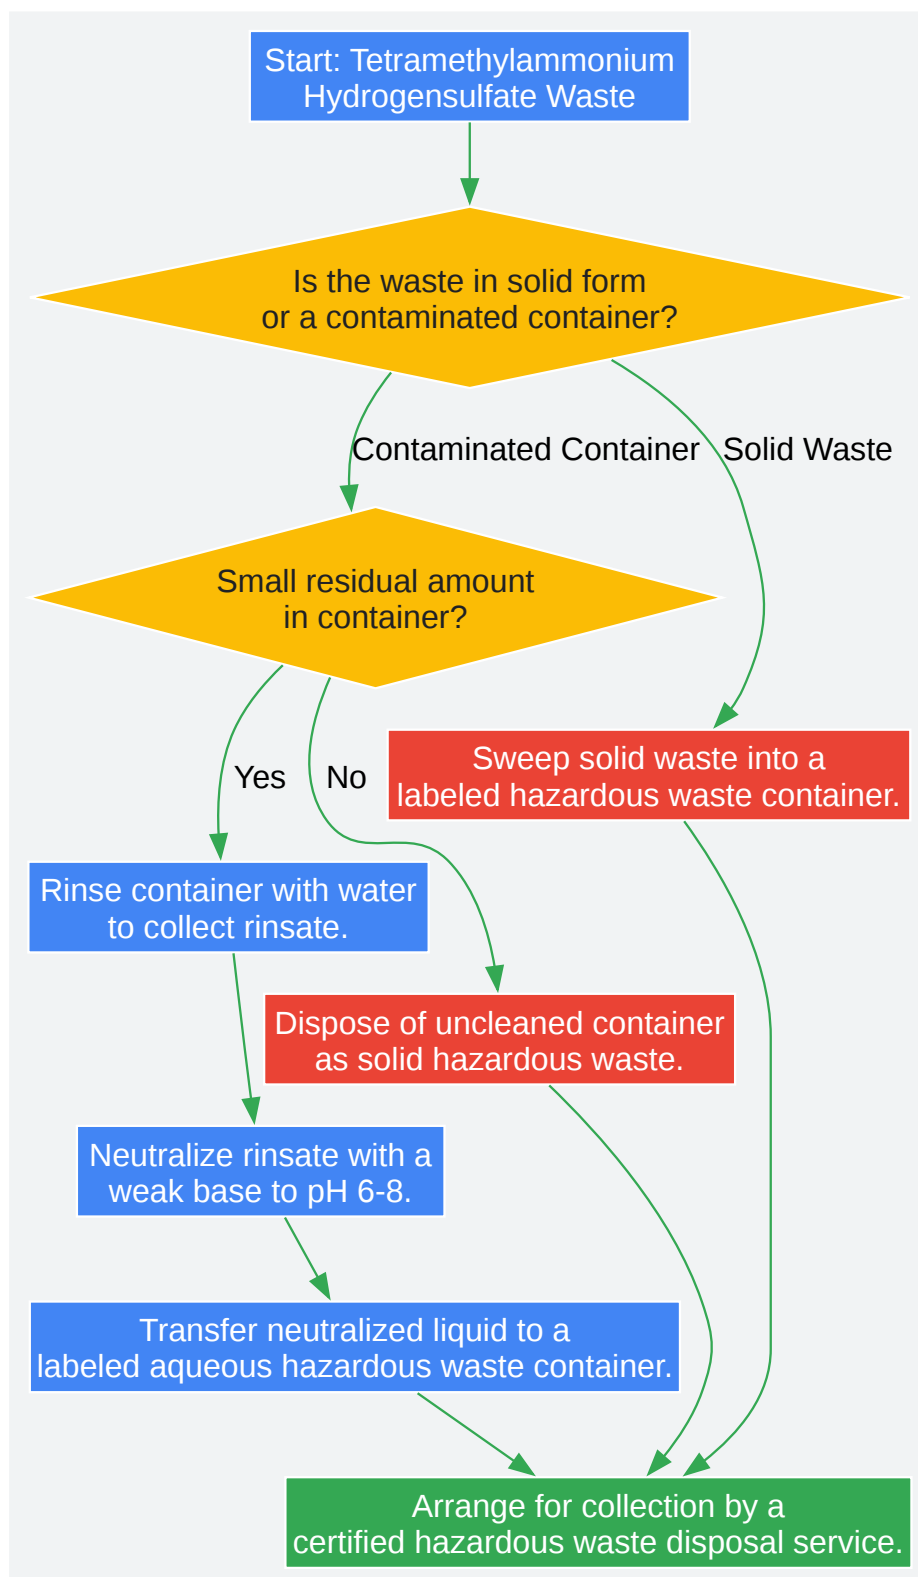 Start: Tetramethylammonium
Hydrogensulfate Waste
Is the waste in solid form
or a contaminated container?
Contaminated Container
Solid Waste
Small residual amount
in container?
Sweep solid waste into a
labeled hazardous waste container.
Yes
No
Rinse container with water
to collect rinsate.
Dispose of uncleaned container
as solid hazardous waste.
Neutralize rinsate with a
weak base to pH 6-8.
Transfer neutralized liquid to a
labeled aqueous hazardous waste container.
Arrange for collection by a
certified hazardous waste disposal service.